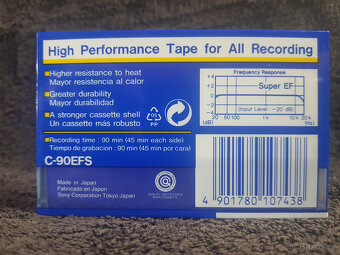 High Performance Tape for All Recording
Higher resistance to heat
Mayor resistencia al calor
Greater durability
Mayor durabilidad
A stronger cassette shell
Un cassette más robusto
05
PP
Frequency Response
+4
+2
0
-2
-4
Super EF
Input Level: -20 dB
(dB)
20 50 100 1k 10k 20k
(Hz)
Recording time : 90 min (45 min each side)
Tiempo de grabacion : 90 min (45 min por cara)
C-90EFS
Made in Japan
Fabricado en Japon
Sony Corporation Tokyo Japan
4 901780 107438